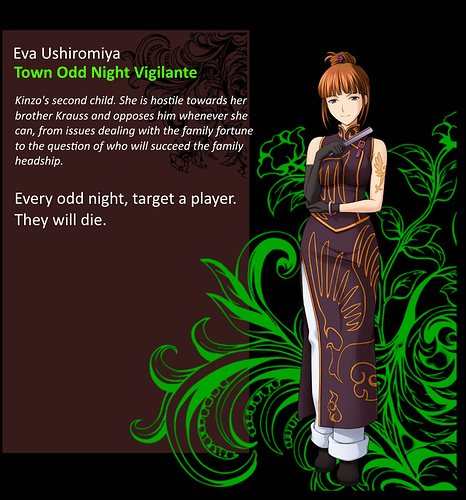 Eva Ushiromiya
Town Odd Night Vigilante
Kinzo's second child. She is hostile towards her
brother Krauss and opposes him whenever she
can, from issues dealing with the family fortune
to the question of who will succeed the family
headship.
Every odd night, target a player.
They will die.